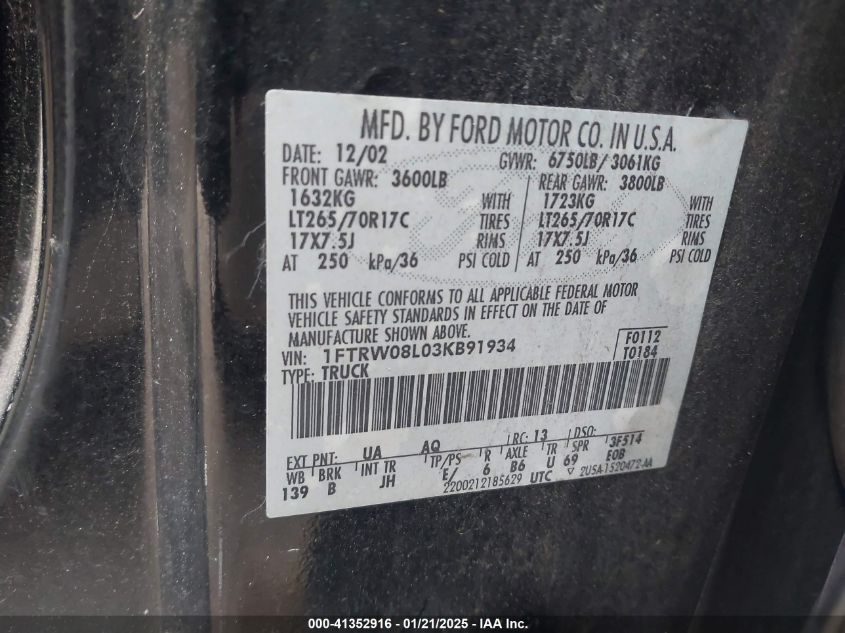 MFD. BY FORD MOTOR CO. IN U.S.A.
DATE: 12/02 GVWR: 6750LB/3061KG
FRONT GAWR: 3600LB REAR GAWR: 3800LB
1632KG WITH 1723KG WITH
LT265/70R17C TIRES LT265/70R17C TIRES
17X7.5J RIMS 17X7.5J RIMS
AT 250 kPa/36 PSI COLD AT 250 kPa/36 PSI COLD
THIS VEHICLE CONFORMS TO ALL APPLICABLE FEDERAL MOTOR
VEHICLE SAFETY STANDARDS IN EFFECT ON THE DATE OF
MANUFACTURE SHOWN ABOVE.
VIN: 1FTRW08L03KB91934 F0112
TYPE: TRUCK T0184
EXT PNT: UA AQ RC: 13 DSO: 3F514
WB BRK INT TR TP/PS R AXLE TR SPR E0B
139 B JH E/ 6 B6 U 69
2200212185629 UTC ▽ 2U5A-1520472-AA
000-41352916 - 01/21/2025 - IAA Inc.